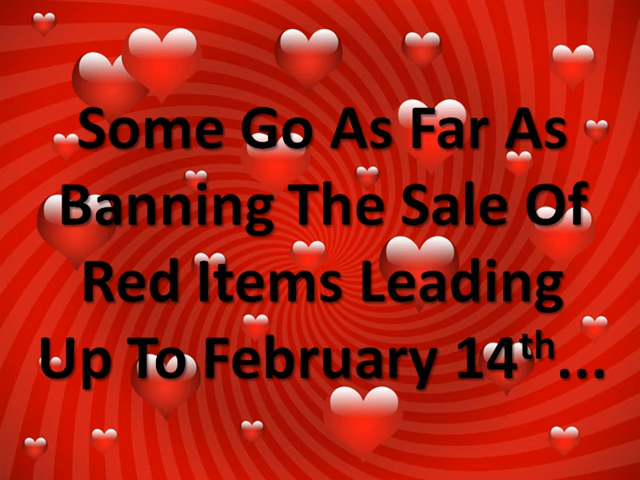 Some Go As Far As
Banning The Sale Of
Red Items Leading
Up To February 14th...